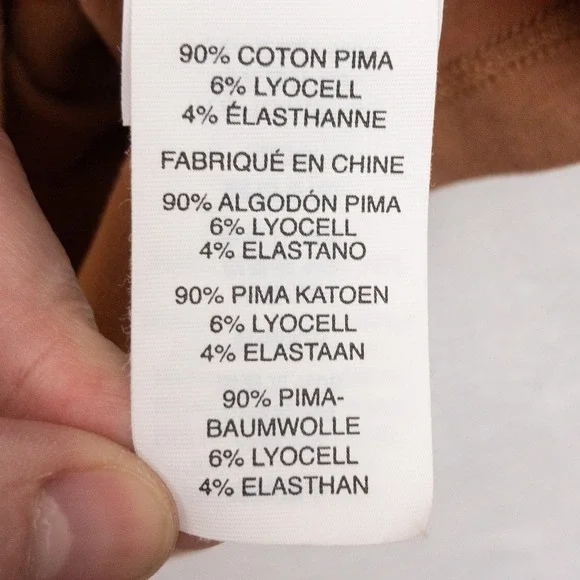 90% COTON PIMA
6% LYOCELL
4% ÉLASTHANNE
FABRIQUÉ EN CHINE
90% ALGODÓN PIMA
6% LYOCELL
4% ELASTANO
90% PIMA KATOEN
6% LYOCELL
4% ELASTAAN
90% PIMA-
BAUMWOLLE
6% LYOCELL
4% ELASTHAN